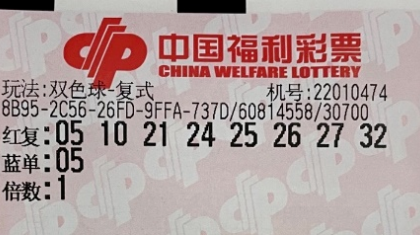 中国福利彩票
CHINA WELFARE LOTTERY
玩法:双色球-复式 机号:22010474
8B95-2C56-26FD-9FFA-737D/60814558/30700
红复:05 10 21 24 25 26 27 32
蓝单:05
倍数:1